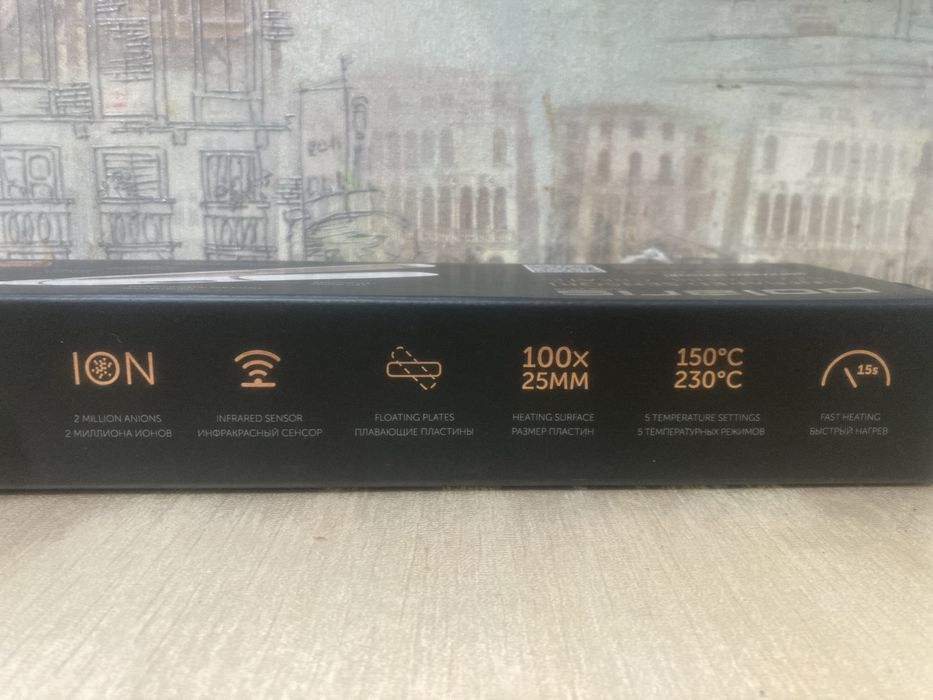 polaris
ION
2 MILLION ANIONS
2 МИЛЛИОНА ИОНОВ
INFRARED SENSOR
ИНФРАКРАСНЫЙ СЕНСОР
FLOATING PLATES
ПЛАВАЮЩИЕ ПЛАСТИНЫ
100x
25MM
HEATING SURFACE
РАЗМЕР ПЛАСТИН
150°C
230°C
5 TEMPERATURE SETTINGS
5 ТЕМПЕРАТУРНЫХ РЕЖИМОВ
15s
FAST HEATING
БЫСТРЫЙ НАГРЕВ